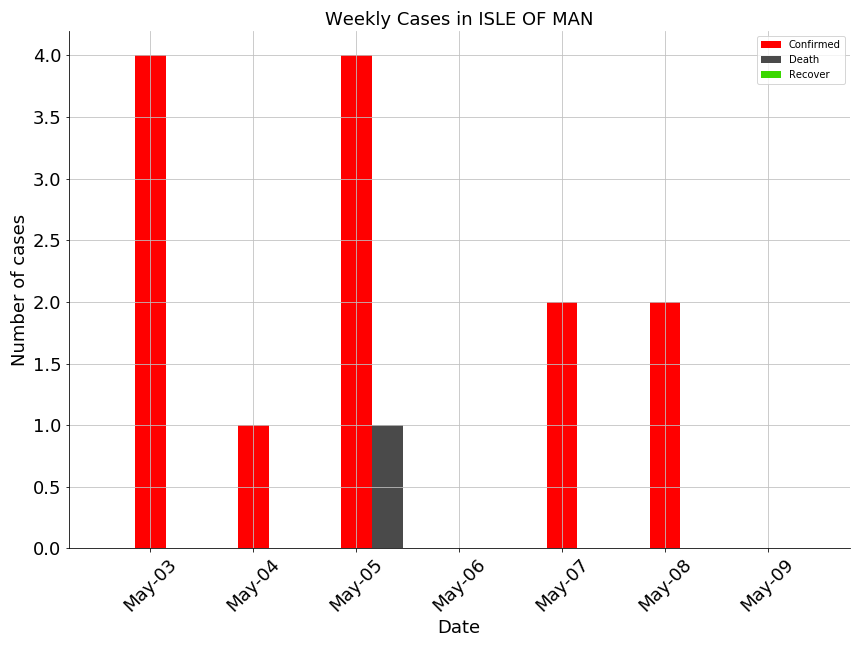 Weekly Cases in ISLE OF MAN
Confirmed
Death
Recover
Number of cases
4.0
3.5
3.0
2.5
2.0
1.5
1.0
0.5
0.0
May-03 May-04 May-05 May-06 May-07 May-08 May-09
Date